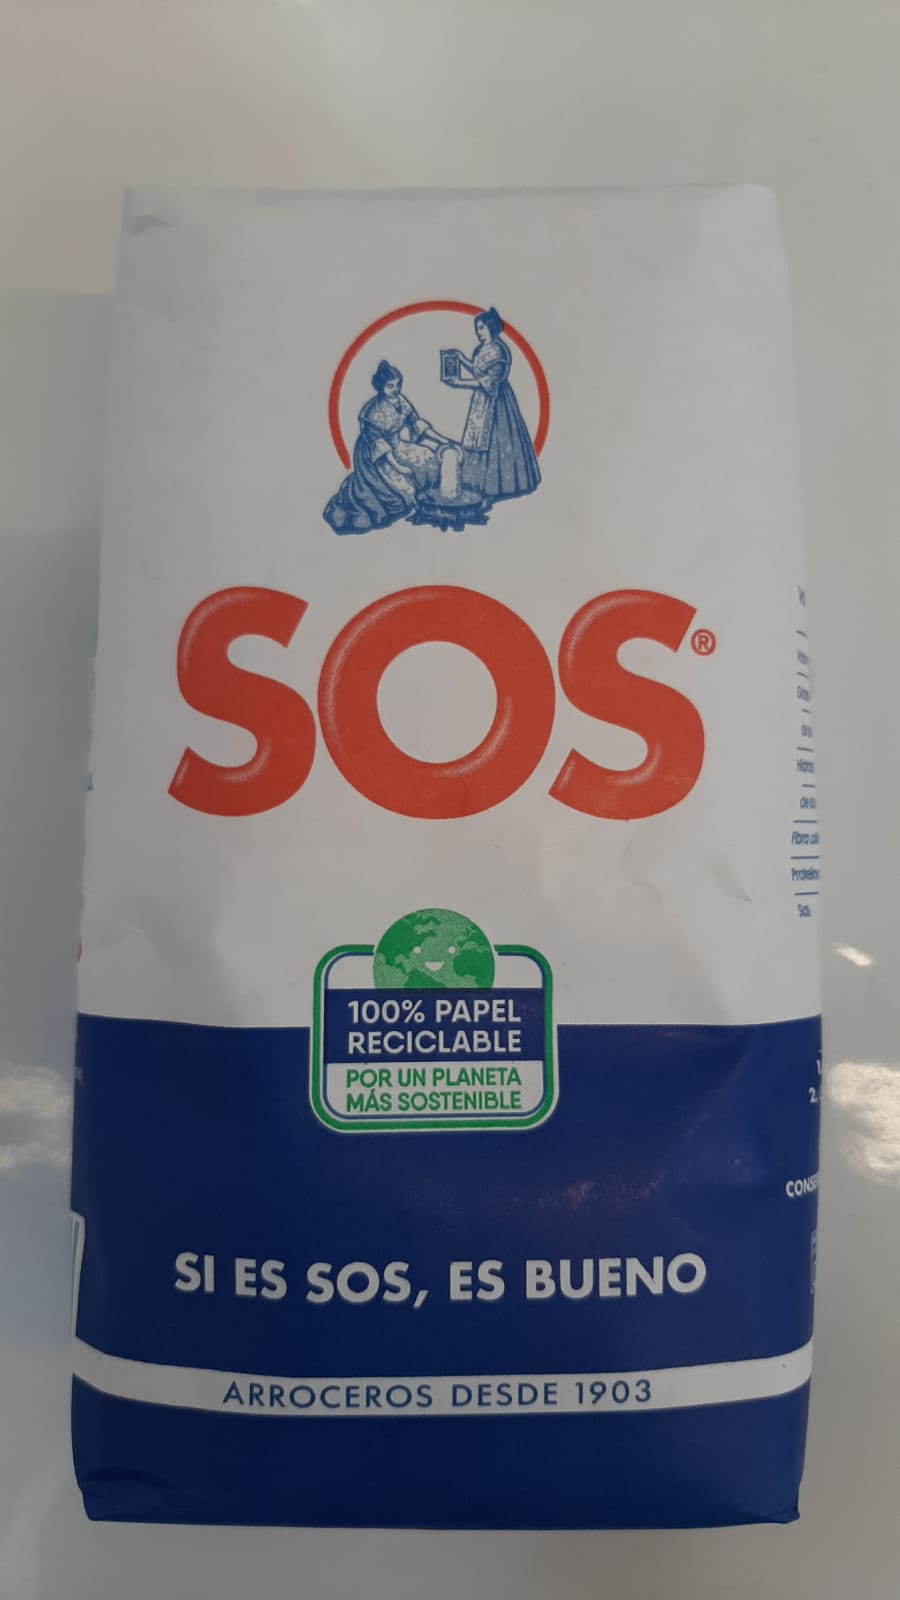 SOS®
100% PAPEL
RECICLABLE
POR UN PLANETA
MÁS SOSTENIBLE
SI ES SOS, ES BUENO
ARROCEROS DESDE 1903